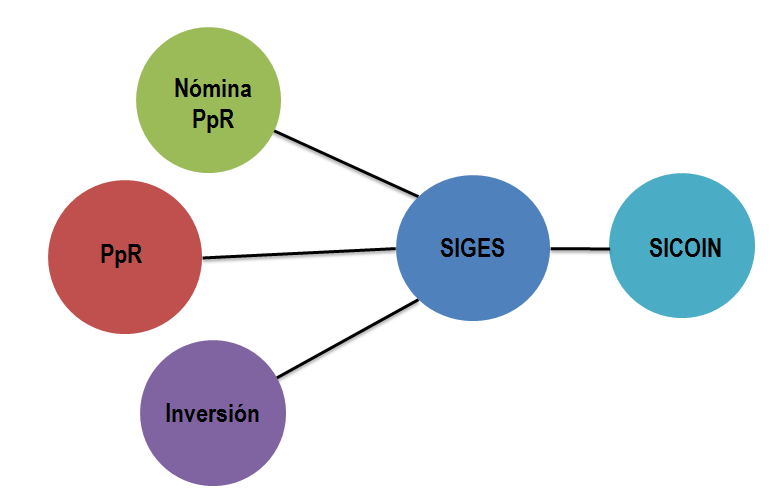 Nómina
PpR
PpR
SIGES
SICOIN
Inversión